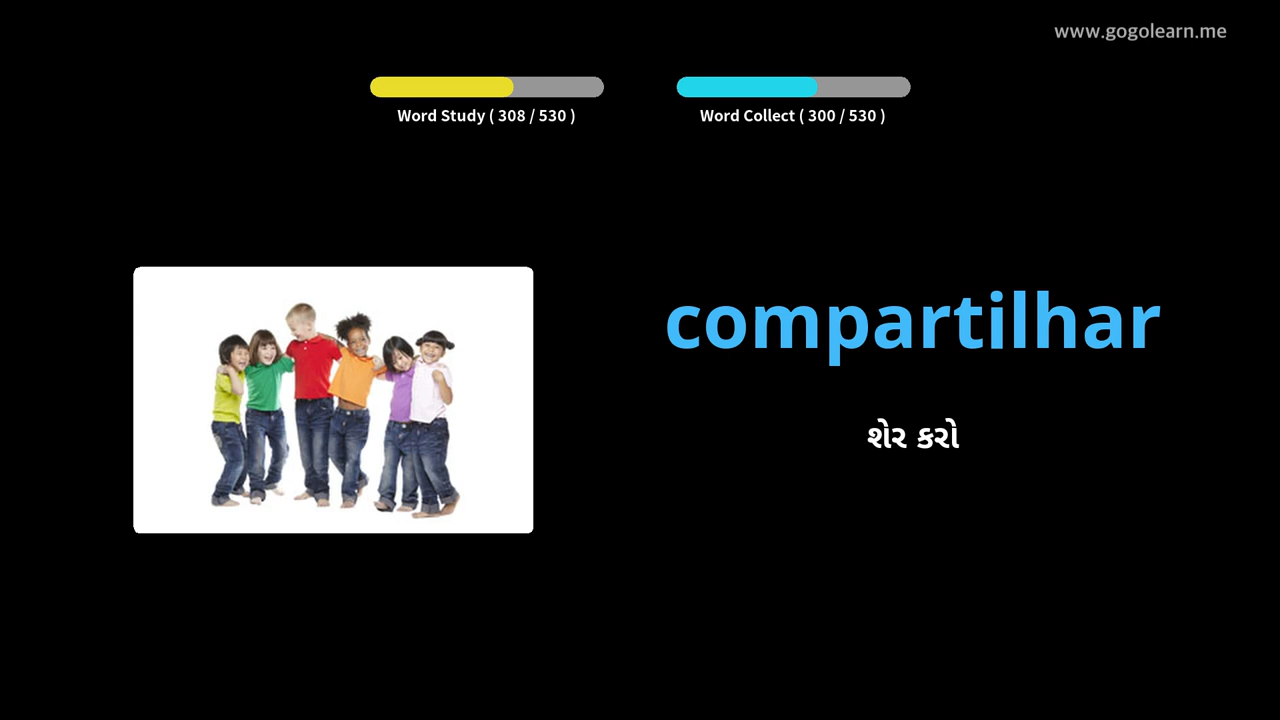 www.gogolearn.me
Word Study ( 308 / 530 )
Word Collect ( 300 / 530 )
compartilhar
શેર કરો